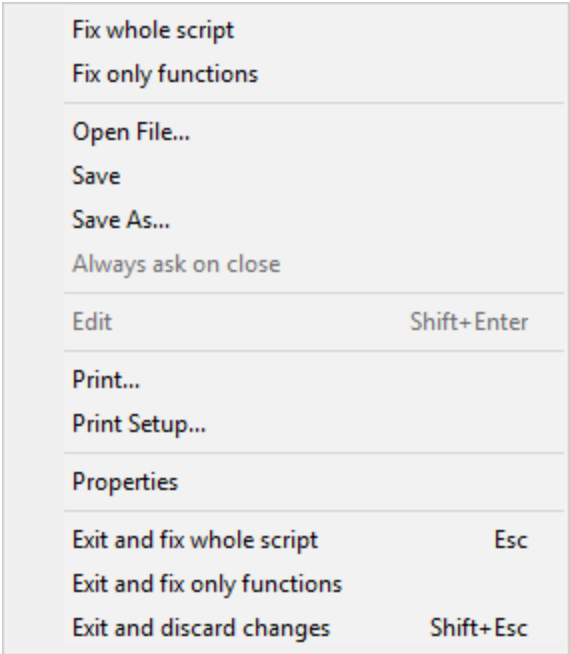 Fix whole script
Fix only functions
Open File...
Save
Save As...
Always ask on close
Edit Shift+Enter
Print...
Print Setup...
Properties
Exit and fix whole script Esc
Exit and fix only functions
Exit and discard changes Shift+Esc